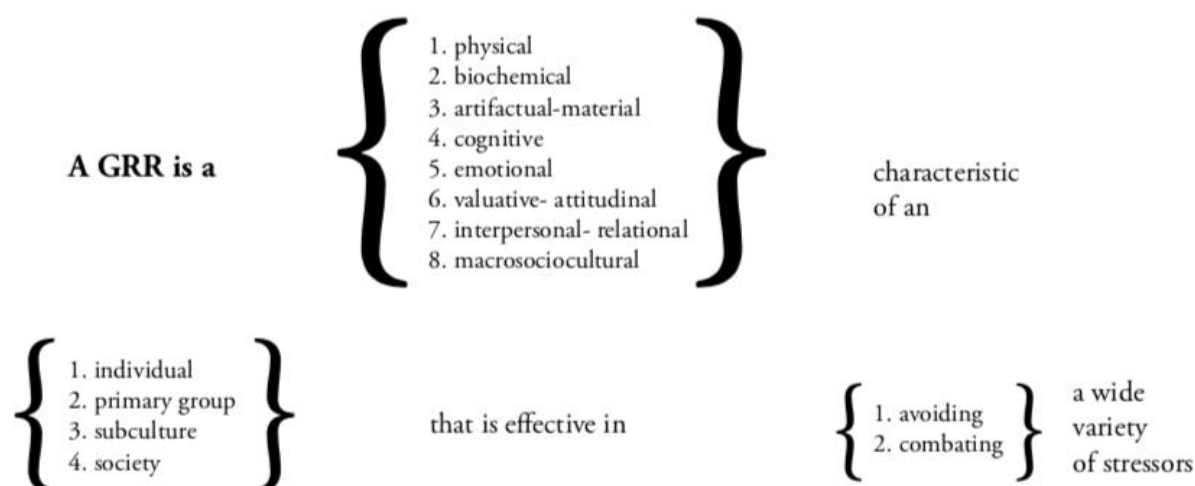 A GRR is a
1. physical
2. biochemical
3. artifactual-material
4. cognitive
5. emotional
6. valuative- attitudinal
7. interpersonal- relational
8. macrosociocultural
characteristic
of an
1. individual
2. primary group
3. subculture
4. society
that is effective in
1. avoiding
2. combating
a wide
variety
of stressors